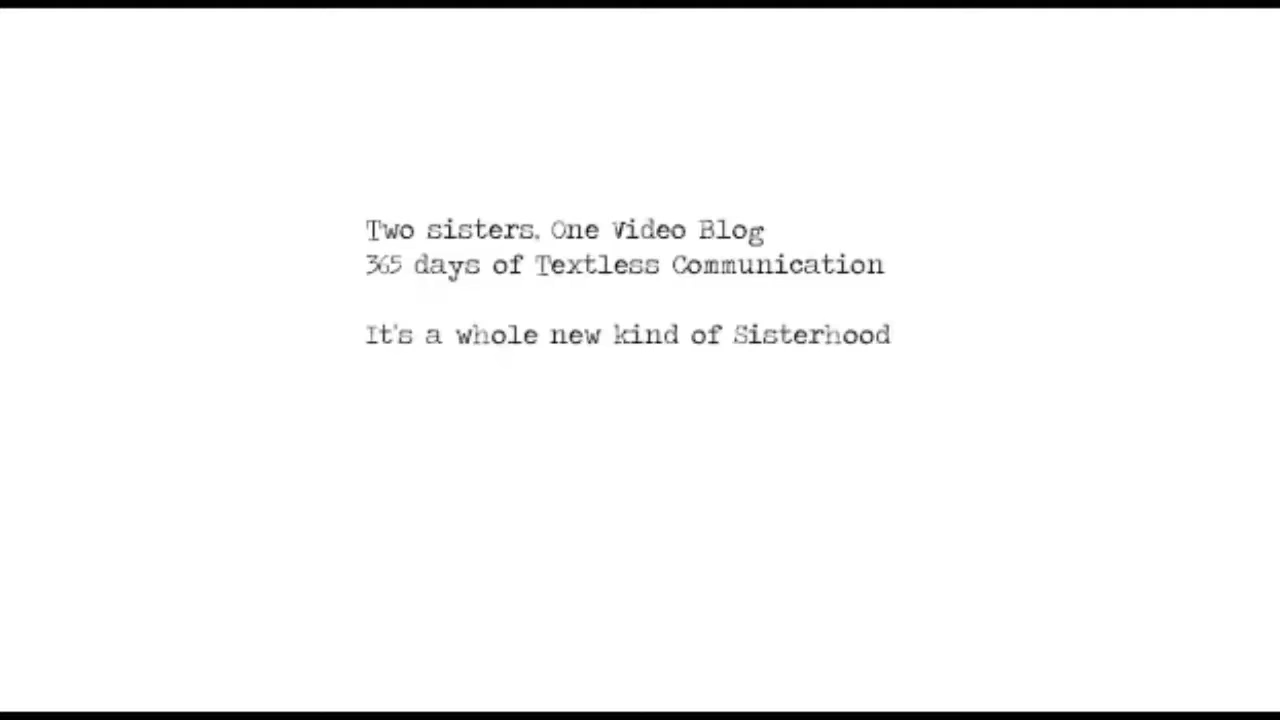 Two sisters, One Video Blog
365 days of Textless Communication
It's a whole new kind of Sisterhood